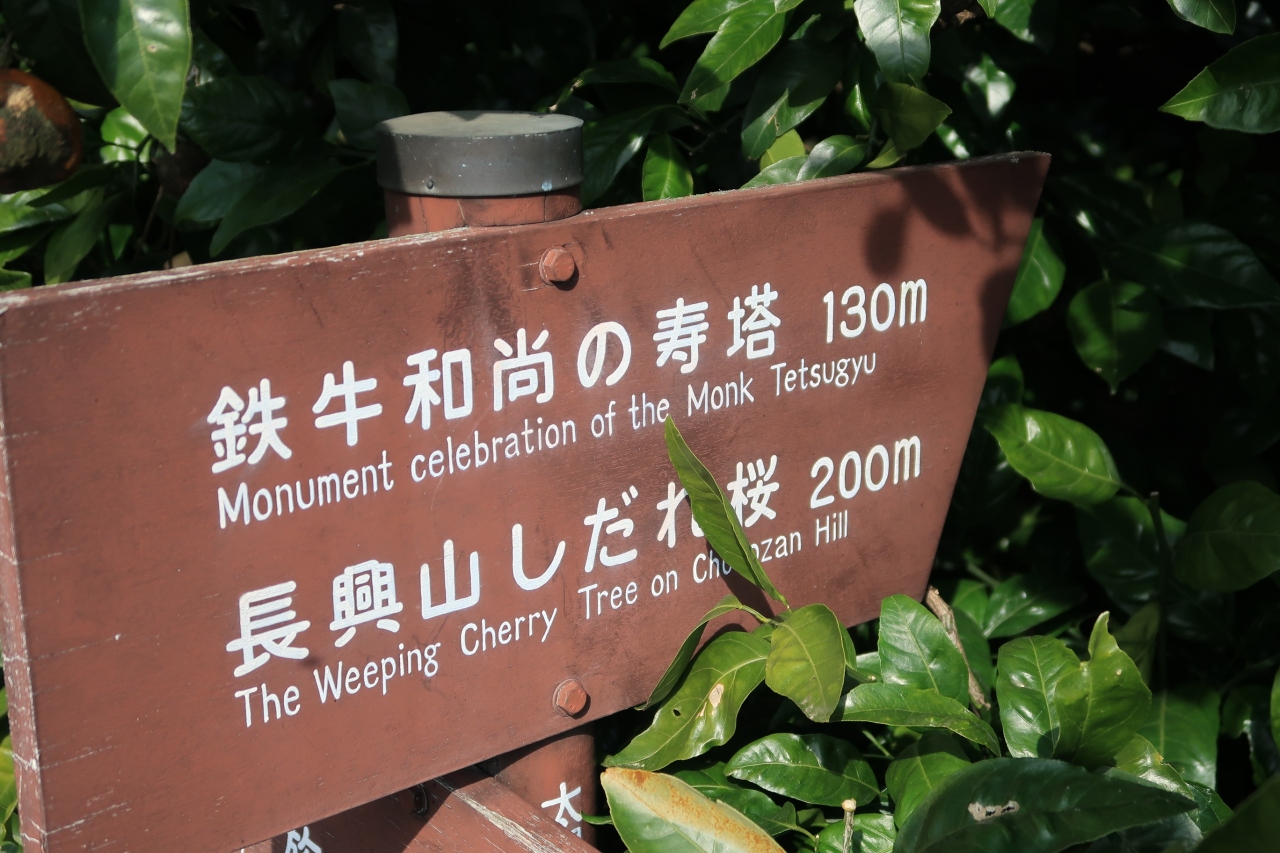 鉄牛和尚の寿塔 130m
Monument celebration of the Monk Tetsugyu
長興山しだれ桜 200m
The Weeping Cherry Tree on Hill